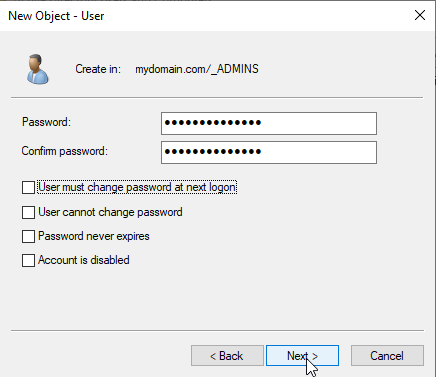 New Object - User
Create in: mydomain.com/_ADMINS
Password: ●●●●●●●●●●●●●●
Confirm password: ●●●●●●●●●●●●●●
User must change password at next logon
User cannot change password
Password never expires
Account is disabled
< Back Next > Cancel